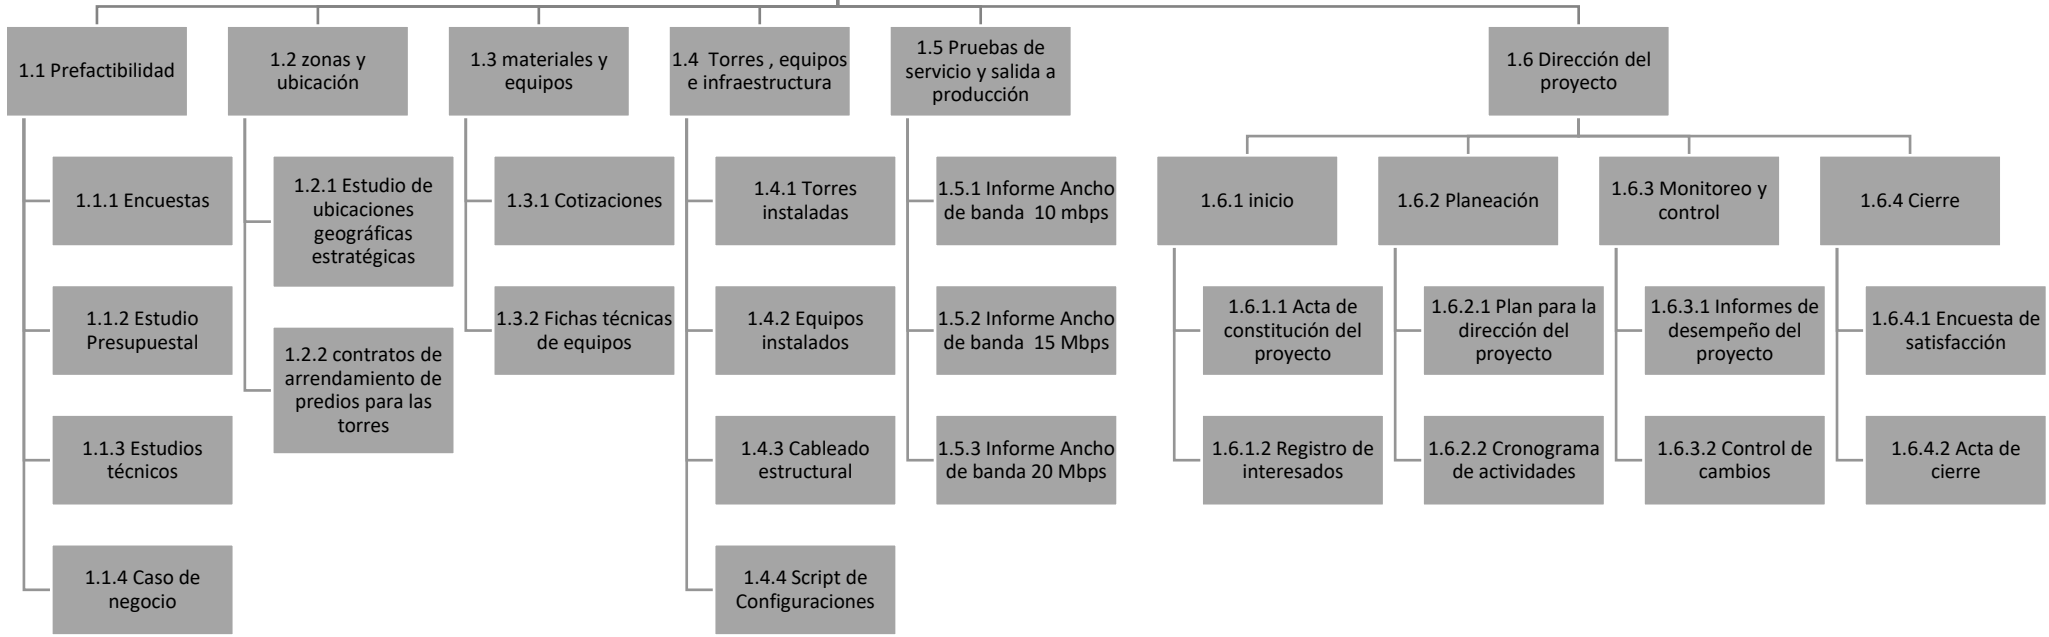 1.1 Prefactibilidad
1.2 zonas y
ubicación
1.3 materiales y
equipos
1.4 Torres , equipos
e infraestructura
1.5 Pruebas de
servicio y salida a
producción
1.6 Dirección del
proyecto
1.1.1 Encuestas
1.1.2 Estudio
Presupuestal
1.1.3 Estudios
técnicos
1.1.4 Caso de
negocio
1.2.1 Estudio de
ubicaciones
geográficas
estratégicas
1.2.2 contratos de
arrendamiento de
predios para las
torres
1.3.1 Cotizaciones
1.3.2 Fichas técnicas
de equipos
1.4.1 Torres
instaladas
1.4.2 Equipos
instalados
1.4.3 Cableado
estructural
1.4.4 Script de
Configuraciones
1.5.1 Informe Ancho
de banda 10 mbps
1.5.2 Informe Ancho
de banda 15 Mbps
1.5.3 Informe Ancho
de banda 20 Mbps
1.6.1 inicio
1.6.1.1 Acta de
constitución del
proyecto
1.6.1.2 Registro de
interesados
1.6.2 Planeación
1.6.2.1 Plan para la
dirección del
proyecto
1.6.2.2 Cronograma
de actividades
1.6.3 Monitoreo y
control
1.6.3.1 Informes de
desempeño del
proyecto
1.6.3.2 Control de
cambios
1.6.4 Cierre
1.6.4.1 Encuesta de
satisfacción
1.6.4.2 Acta de
cierre